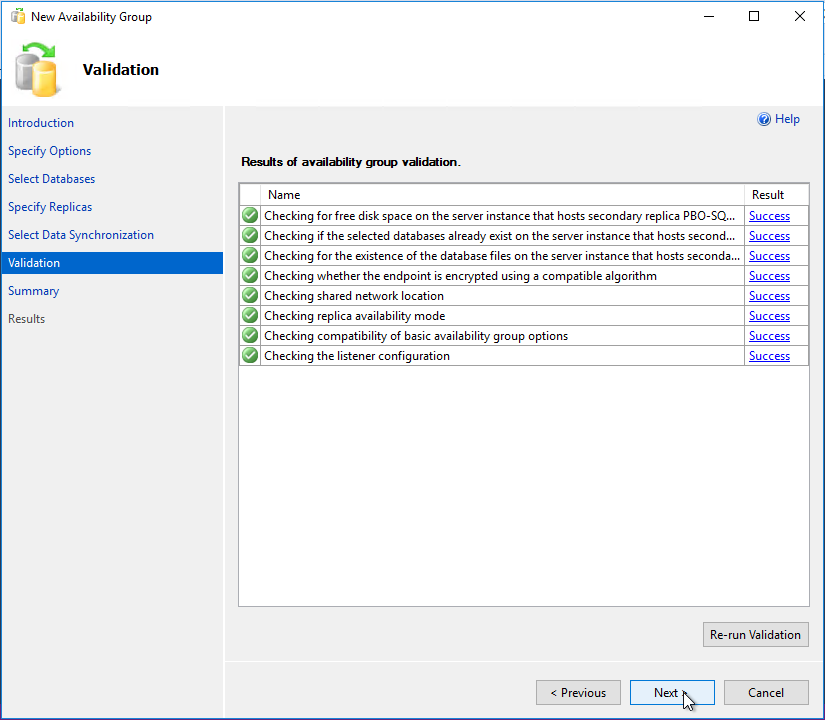 New Availability Group
Validation
Introduction
Specify Options
Select Databases
Specify Replicas
Select Data Synchronization
Validation
Summary
Results
Help
Results of availability group validation.
Name Result
Checking for free disk space on the server instance that hosts secondary replica PBO-SQ... Success
Checking if the selected databases already exist on the server instance that hosts second... Success
Checking for the existence of the database files on the server instance that hosts seconda... Success
Checking whether the endpoint is encrypted using a compatible algorithm Success
Checking shared network location Success
Checking replica availability mode Success
Checking compatibility of basic availability group options Success
Checking the listener configuration Success
Re-run Validation
< Previous Next > Cancel